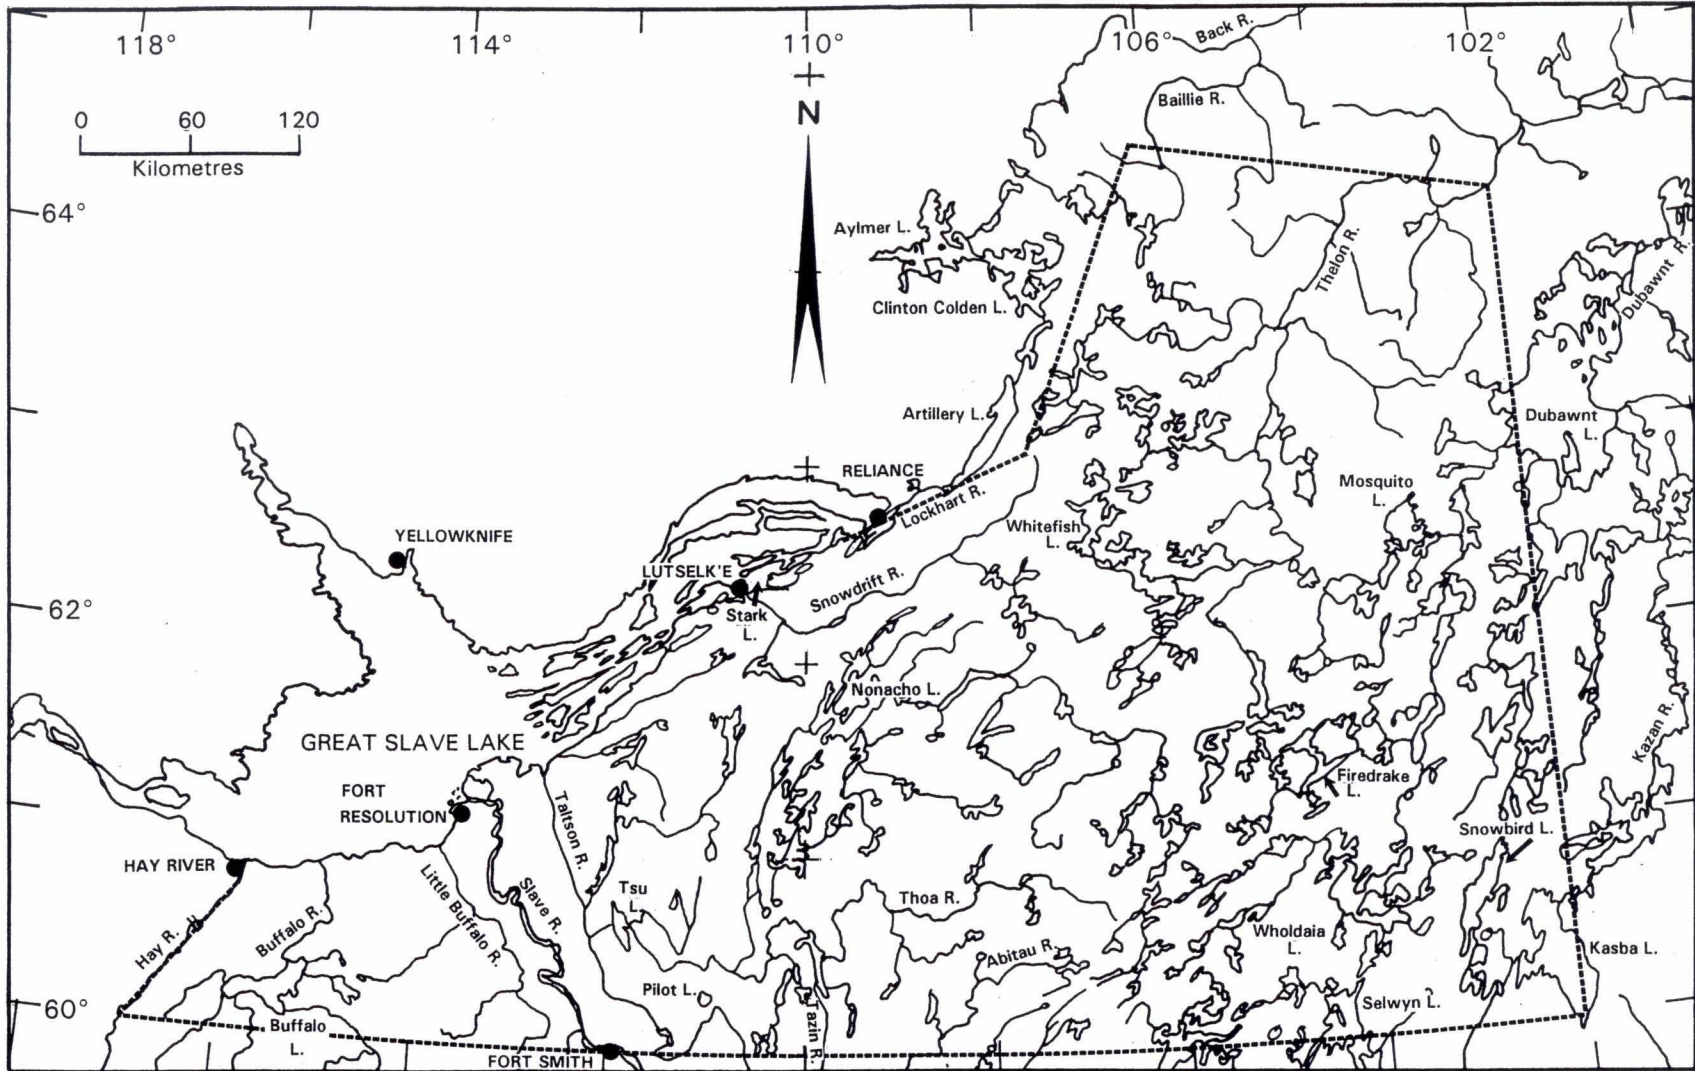 118°
114°
110°
106°
102°
Back R.
Baillie R.
0 60 120
Kilometres
N
64°
Aylmer L.
Clinton Colden L.
Thelon R.
Dubawnt R.
Artillery L.
Dubawnt
L.
RELIANCE
Lockhart R.
Mosquito
L.
Whitefish
L.
YELLOWKNIFE
LUTSELK'E
Snowdrift R.
62°
Stark
L.
Nonacho L.
GREAT SLAVE LAKE
Kazan R.
Firedrake
L.
FORT
RESOLUTION
Taltson R.
Snowbird L.
HAY RIVER
Little Buffalo R.
Slave R.
Tsu
L.
Thoa R.
Hay R.
Buffalo R.
Wholdaia
L.
Abitau R.
Kasba L.
Pilot L.
Selwyn L.
60°
Tazin R.
Buffalo
L.
FORT SMITH